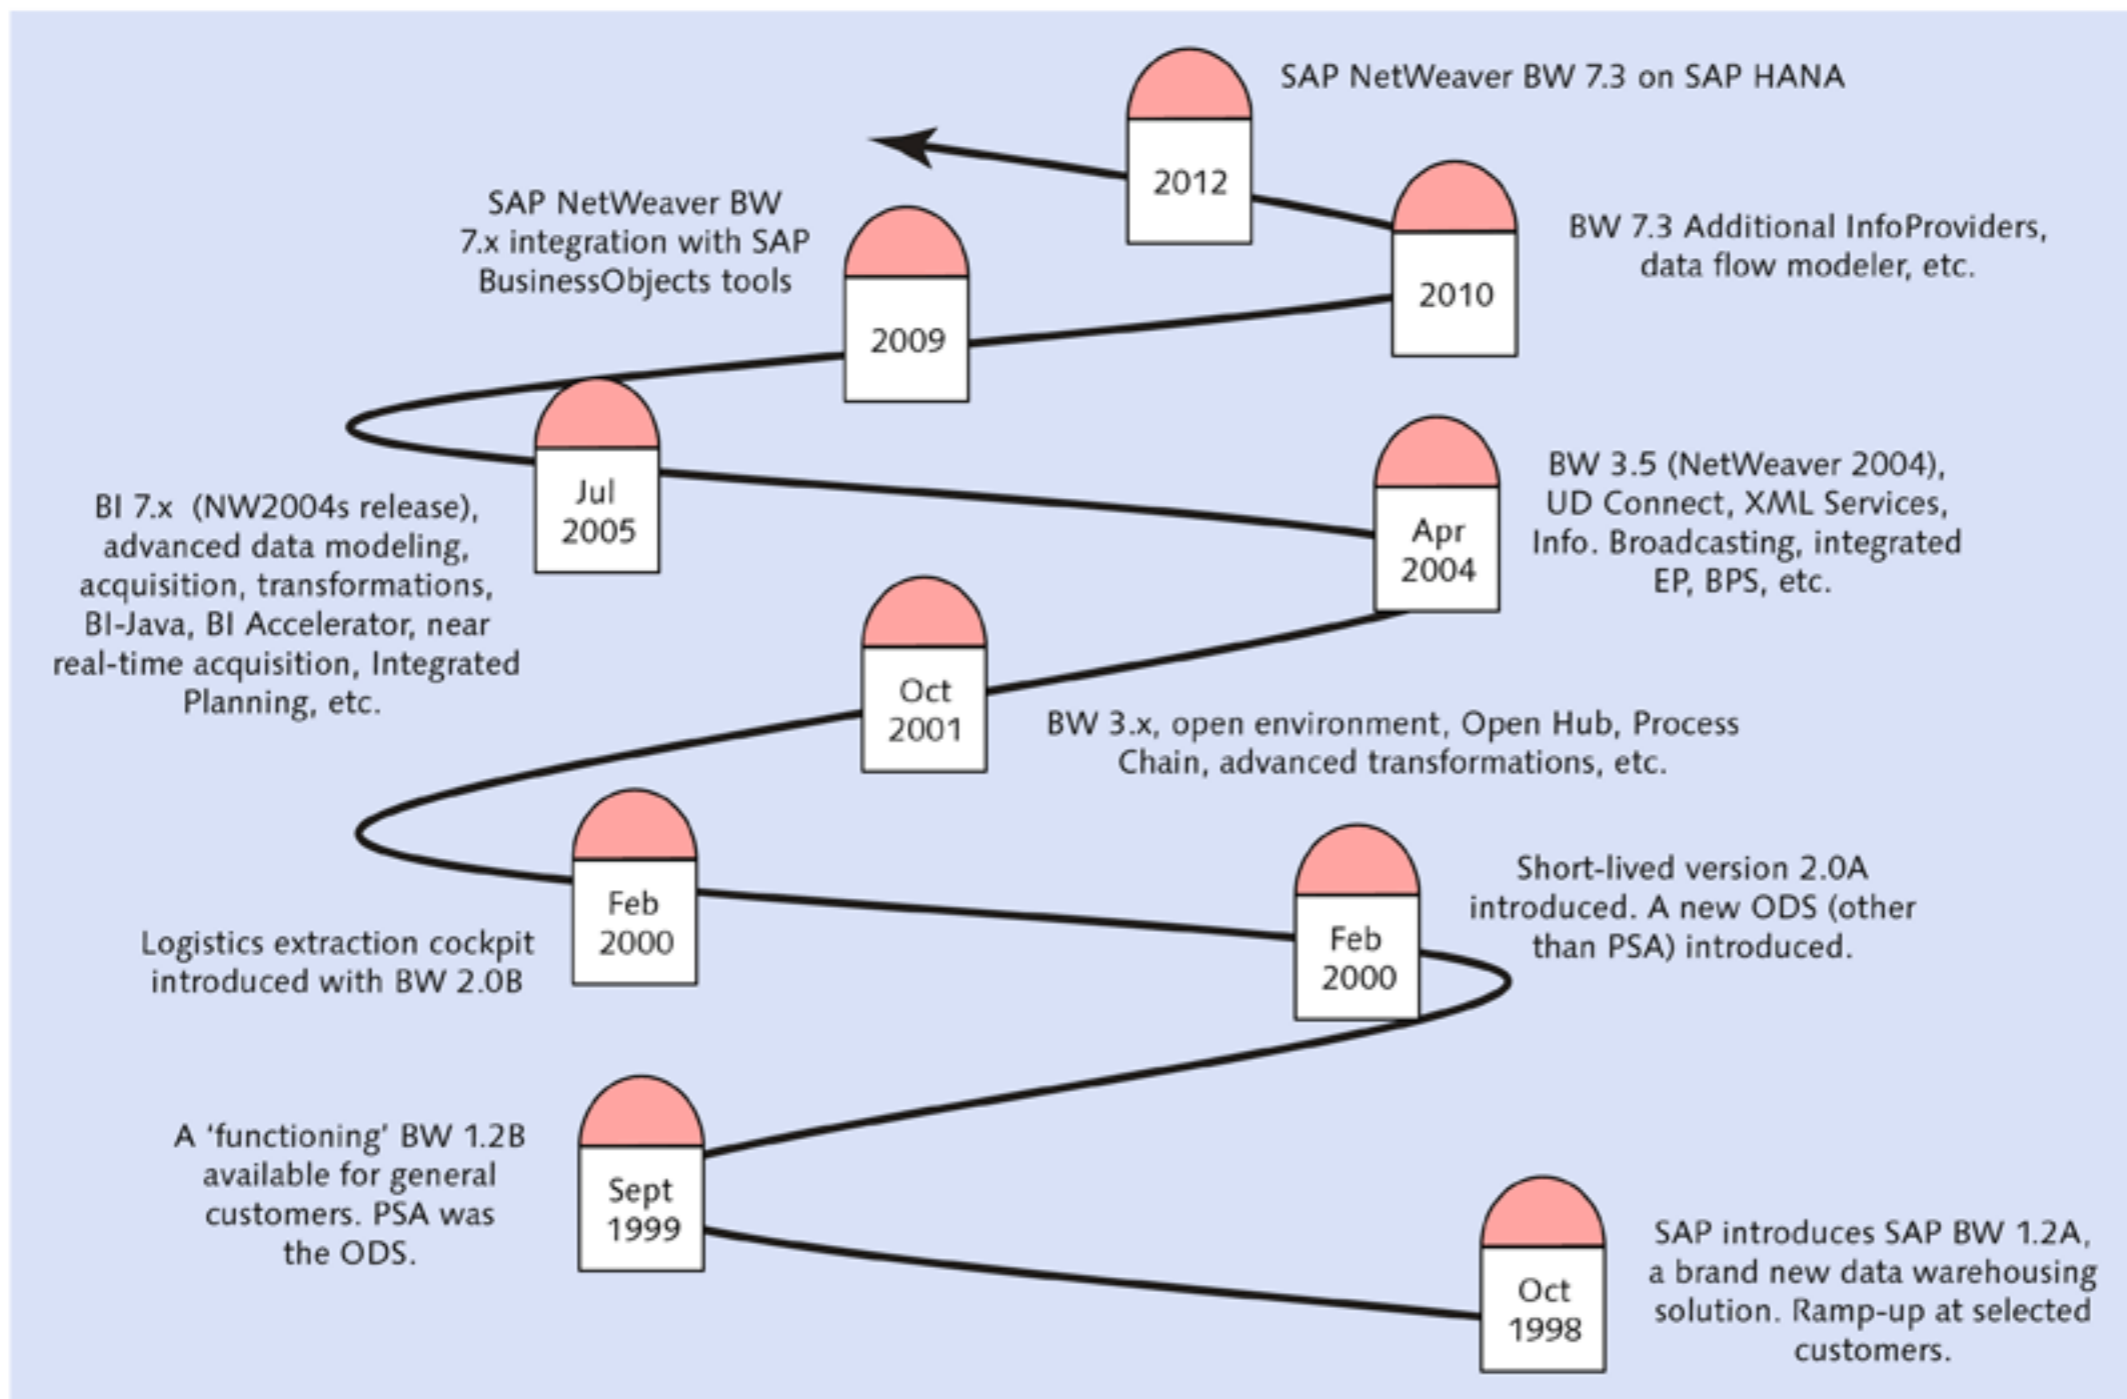 SAP NetWeaver BW 7.3 on SAP HANA
2012
SAP NetWeaver BW
7.x integration with SAP
BusinessObjects tools
2009
BW 7.3 Additional InfoProviders,
data flow modeler, etc.
2010
BI 7.x (NW2004s release),
advanced data modeling,
acquisition, transformations,
BI-Java, BI Accelerator, near
real-time acquisition, Integrated
Planning, etc.
Jul
2005
Apr
2004
BW 3.5 (NetWeaver 2004),
UD Connect, XML Services,
Info. Broadcasting, integrated
EP, BPS, etc.
Oct
2001
BW 3.x, open environment, Open Hub, Process
Chain, advanced transformations, etc.
Logistics extraction cockpit
introduced with BW 2.0B
Feb
2000
Feb
2000
Short-lived version 2.0A
introduced. A new ODS (other
than PSA) introduced.
A ‘functioning’ BW 1.2B
available for general
customers. PSA was
the ODS.
Sept
1999
Oct
1998
SAP introduces SAP BW 1.2A,
a brand new data warehousing
solution. Ramp-up at selected
customers.